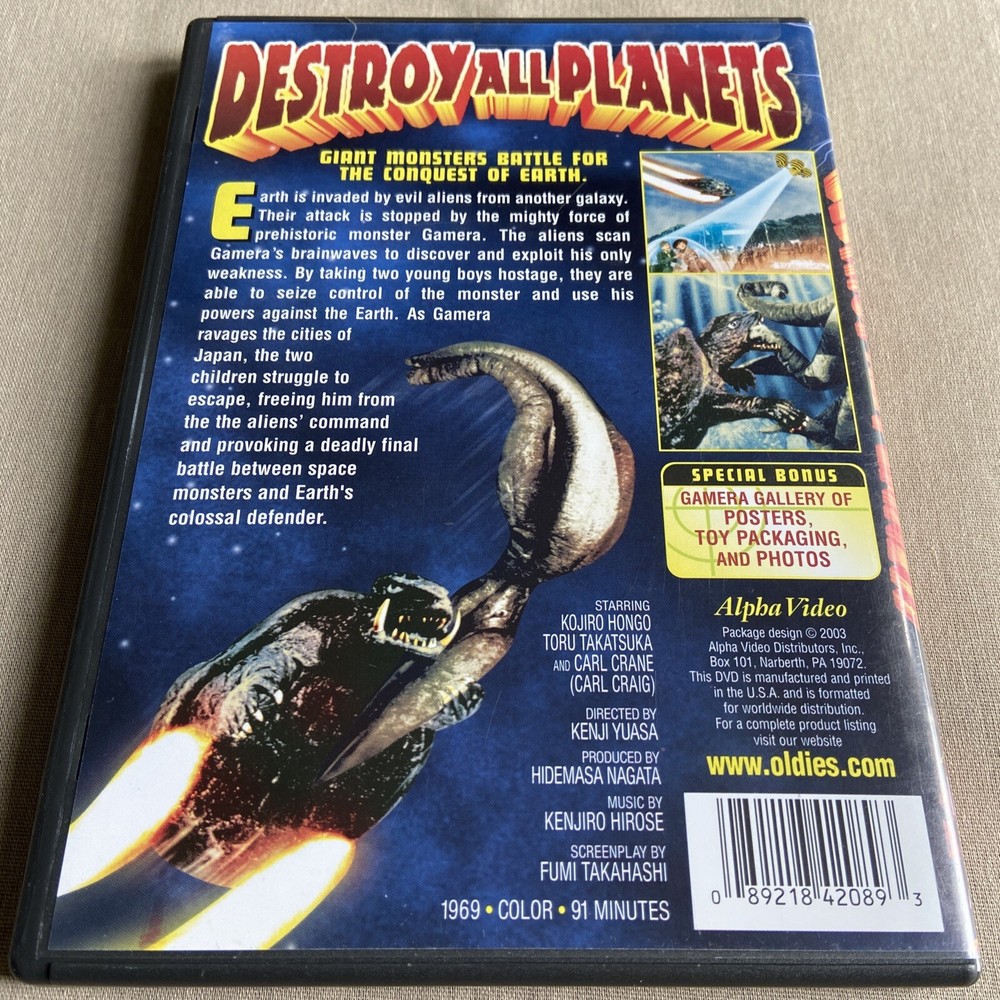 DESTROY ALL PLANETS
GIANT MONSTERS BATTLE FOR
THE CONQUEST OF EARTH.
Earth is invaded by evil aliens from another galaxy.
Their attack is stopped by the mighty force of
prehistoric monster Gamera. The aliens scan
Gamera's brainwaves to discover and exploit his only
weakness. By taking two young boys hostage, they are
able to seize control of the monster and use his
powers against the Earth. As Gamera
ravages the cities of
Japan, the two
children struggle to
escape, freeing him from
the the aliens' command
and provoking a deadly final
battle between space
monsters and Earth's
colossal defender.
SPECIAL BONUS
GAMERA GALLERY OF
POSTERS,
TOY PACKAGING,
AND PHOTOS
STARRING
KOJIRO HONGO
TORU TAKATSUKA
AND CARL CRANE
(CARL CRAIG)
DIRECTED BY
KENJI YUASA
PRODUCED BY
HIDEMASA NAGATA
MUSIC BY
KENJIRO HIROSE
SCREENPLAY BY
FUMI TAKAHASHI
1969 • COLOR • 91 MINUTES
Alpha Video
Package design © 2003
Alpha Video Distributors, Inc.,
Box 101, Narberth, PA 19072.
This DVD is manufactured and printed
in the U.S.A. and is formatted
for worldwide distribution.
For a complete product listing
visit our website
www.oldies.com
0 89218 42089 3